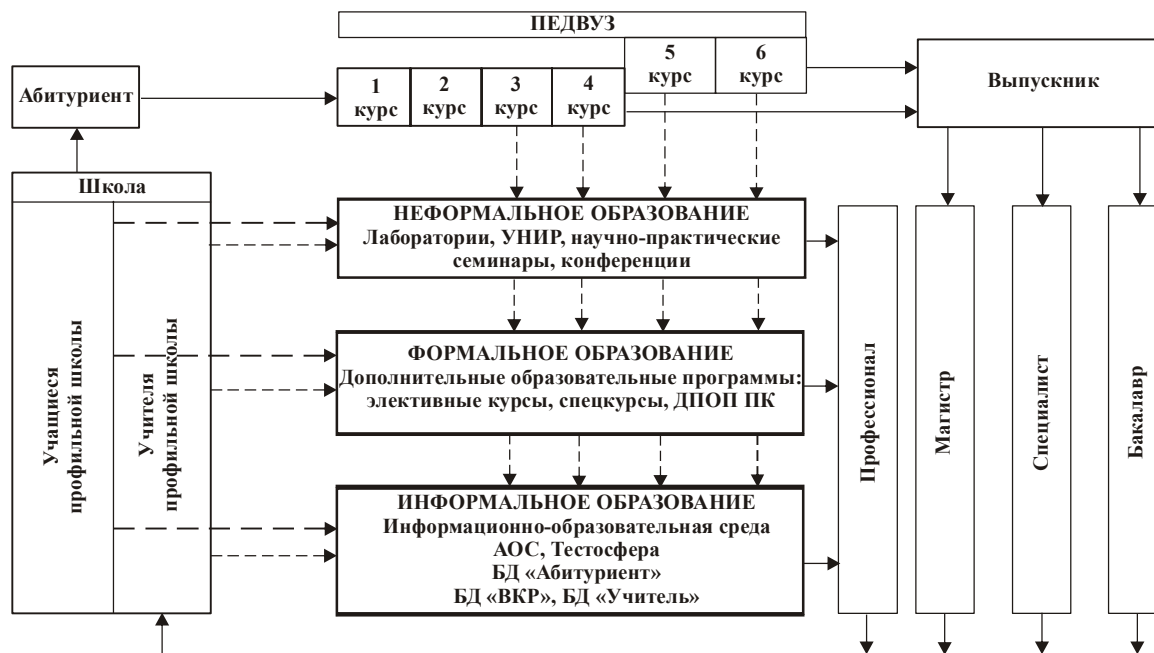 ПЕДВУЗ
Абитуриент
1
курс
2
курс
3
курс
4
курс
5
курс
6
курс
Выпускник
Школа
Учащиеся
профильной школы
Учителя
профильной школы
НЕФОРМАЛЬНОЕ ОБРАЗОВАНИЕ
Лаборатории, УНИР, научно-практические
семинары, конференции
ФОРМАЛЬНОЕ ОБРАЗОВАНИЕ
Дополнительные образовательные программы:
элективные курсы, спецкурсы, ДПОП ПК
ИНФОРМАЛЬНОЕ ОБРАЗОВАНИЕ
Информационно-образовательная среда
АОС, Тестосфера
БД «Абитуриент»
БД «ВКР», БД «Учитель»
Профессионал
Магистр
Специалист
Бакалавр